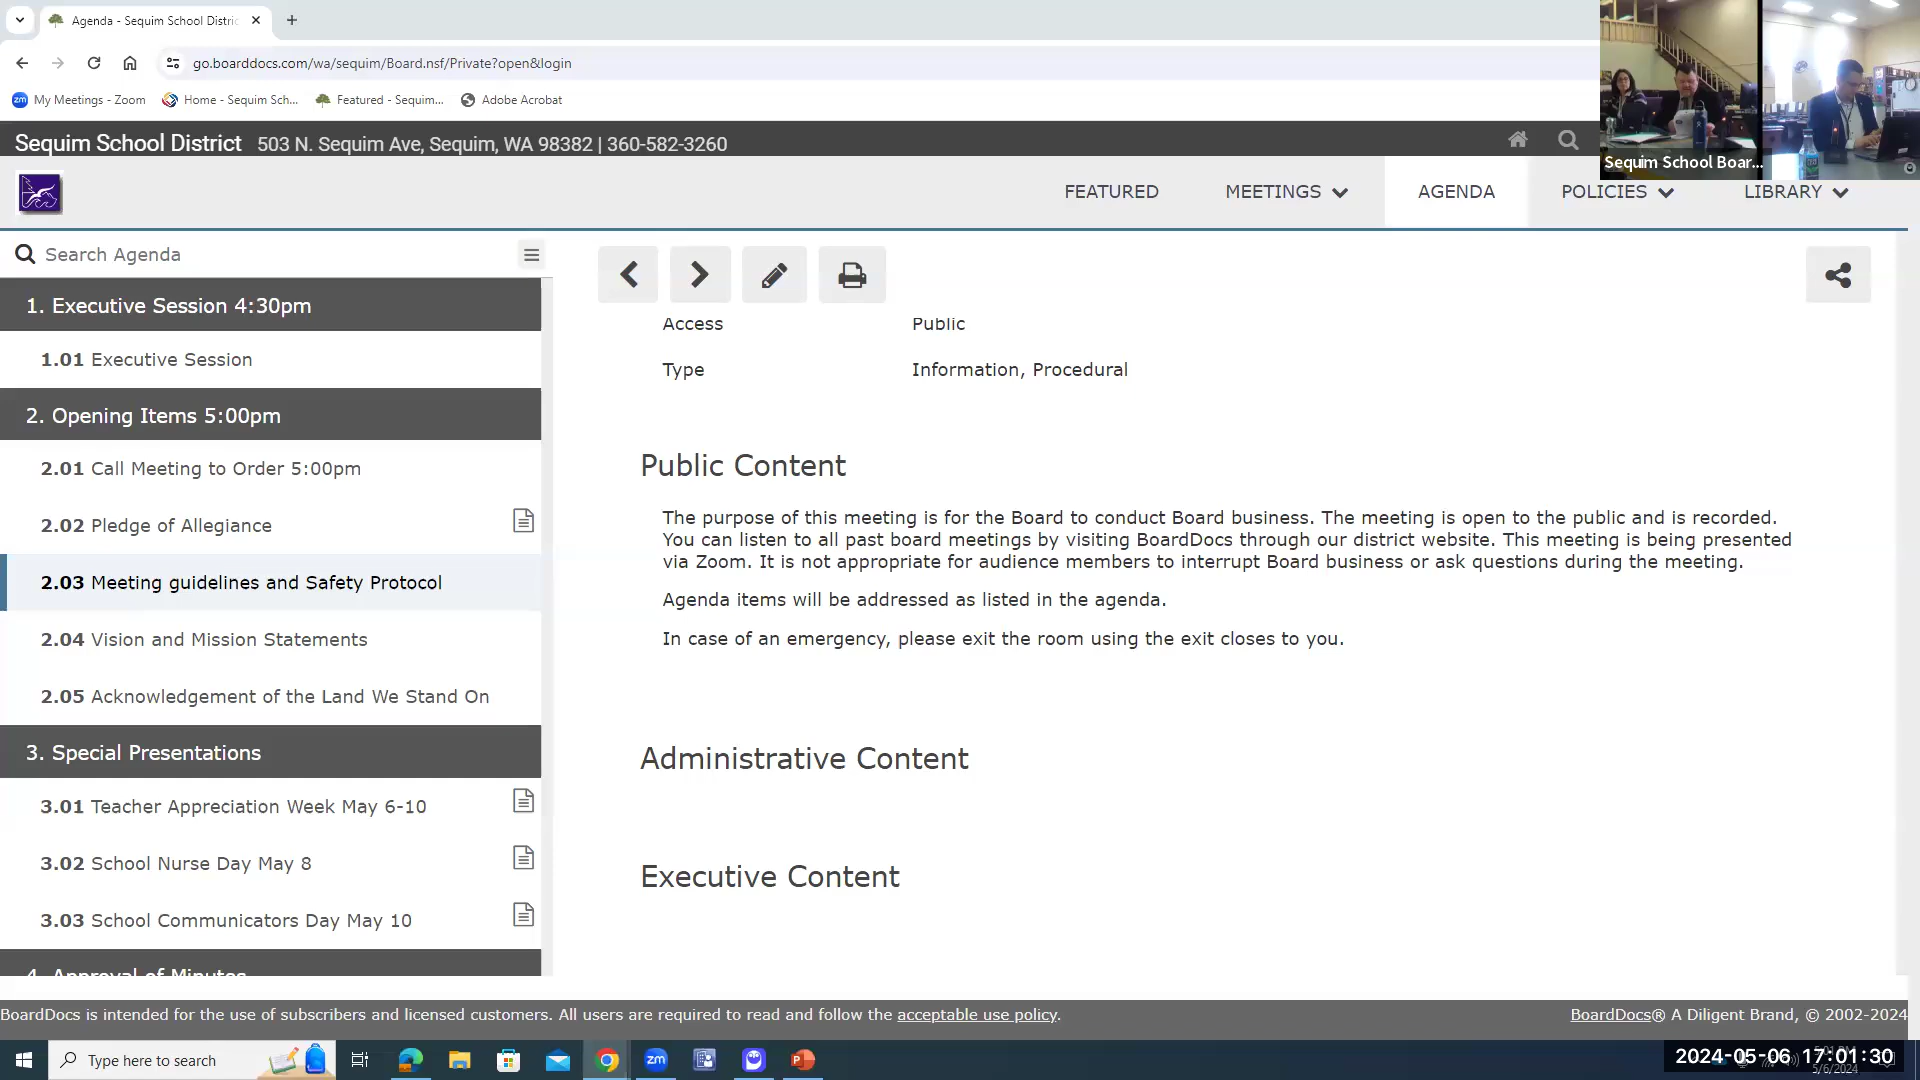 Agenda - Sequim School Distric
go.boarddocs.com/wa/sequim/Board.nsf/Private?open&login
My Meetings - Zoom
Home - Sequim Sch...
Featured - Sequim...
Adobe Acrobat
Sequim School Boar...
Sequim School District 503 N. Sequim Ave, Sequim, WA 98382 | 360-582-3260
FEATURED
MEETINGS
AGENDA
POLICIES
LIBRARY
Search Agenda
1. Executive Session 4:30pm
1.01 Executive Session
2. Opening Items 5:00pm
2.01 Call Meeting to Order 5:00pm
2.02 Pledge of Allegiance
2.03 Meeting guidelines and Safety Protocol
2.04 Vision and Mission Statements
2.05 Acknowledgement of the Land We Stand On
3. Special Presentations
3.01 Teacher Appreciation Week May 6-10
3.02 School Nurse Day May 8
3.03 School Communicators Day May 10
4. Approval of Minutes
Access Public
Type Information, Procedural
Public Content
The purpose of this meeting is for the Board to conduct Board business. The meeting is open to the public and is recorded.
You can listen to all past board meetings by visiting BoardDocs through our district website. This meeting is being presented
via Zoom. It is not appropriate for audience members to interrupt Board business or ask questions during the meeting.
Agenda items will be addressed as listed in the agenda.
In case of an emergency, please exit the room using the exit closes to you.
Administrative Content
Executive Content
BoardDocs is intended for the use of subscribers and licensed customers. All users are required to read and follow the acceptable use policy.
BoardDocs® A Diligent Brand, © 2002-2024
Type here to search
zm
2024-05-06 17:01:30
5/6/2024